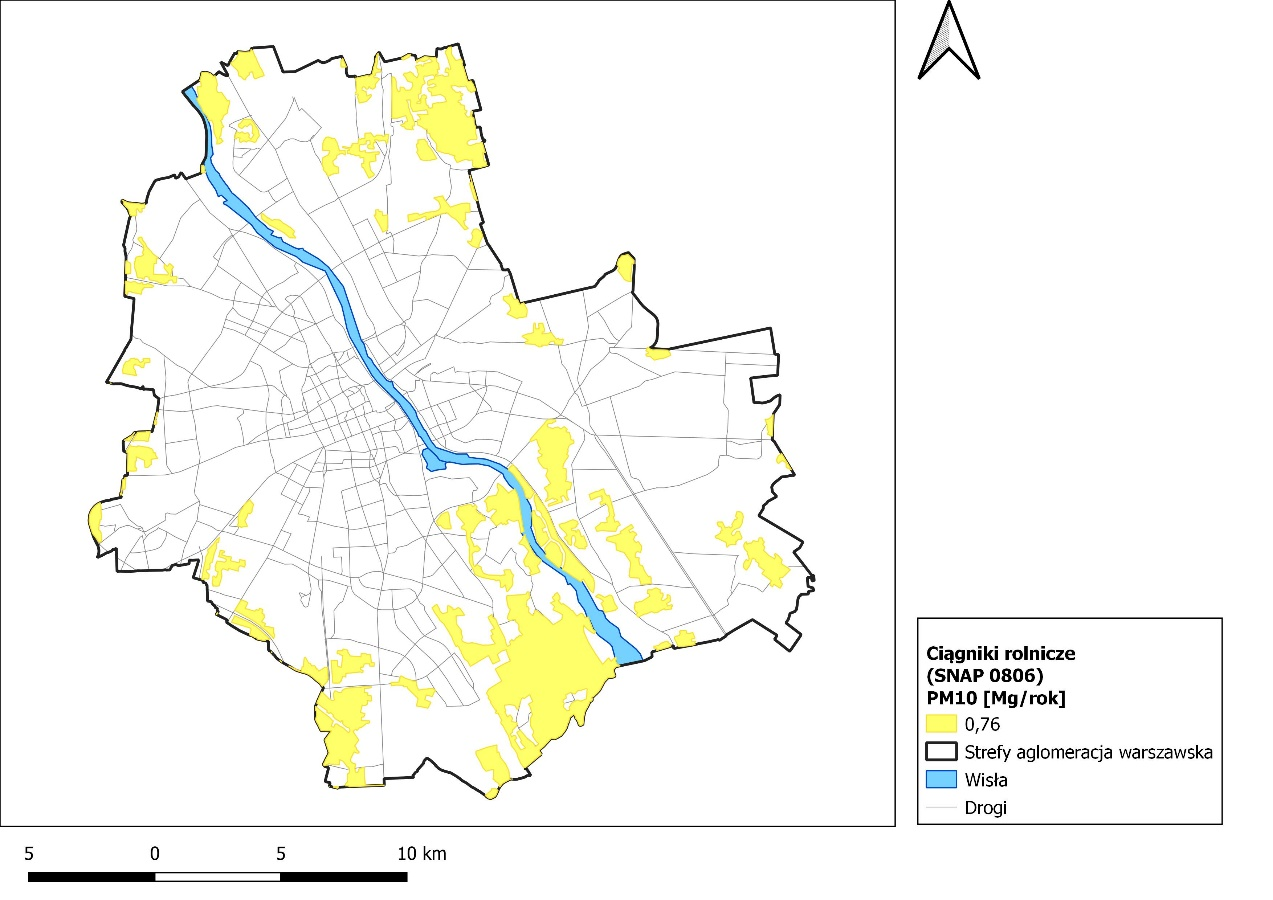 Ciągniki rolnicze
(SNAP 0806)
PM10 [Mg/rok]
0,76
Strefy aglomeracja warszawska
Wisła
Drogi
5 0 5 10 km